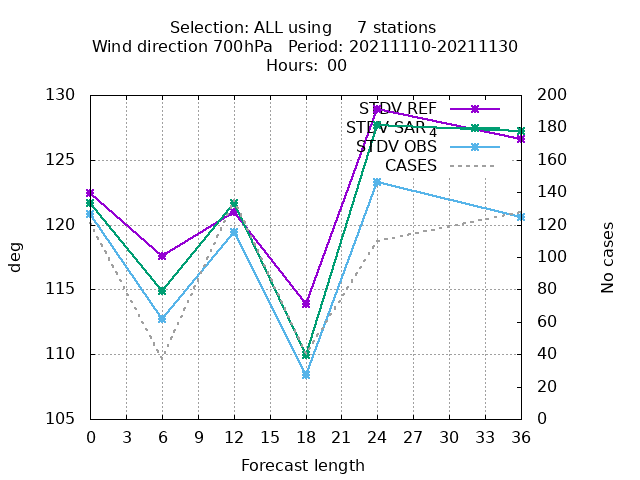 Selection: ALL using     7 stations
Wind direction 700hPa   Period: 20211110-20211130
Hours: 00
130
125
120
115
110
105
200
180
160
140
120
100
80
60
40
20
0
STDV REF
STDV SAR4
STDV OBS
CASES
deg
No cases
0 3 6 9 12 15 18 21 24 27 30 33 36
Forecast length